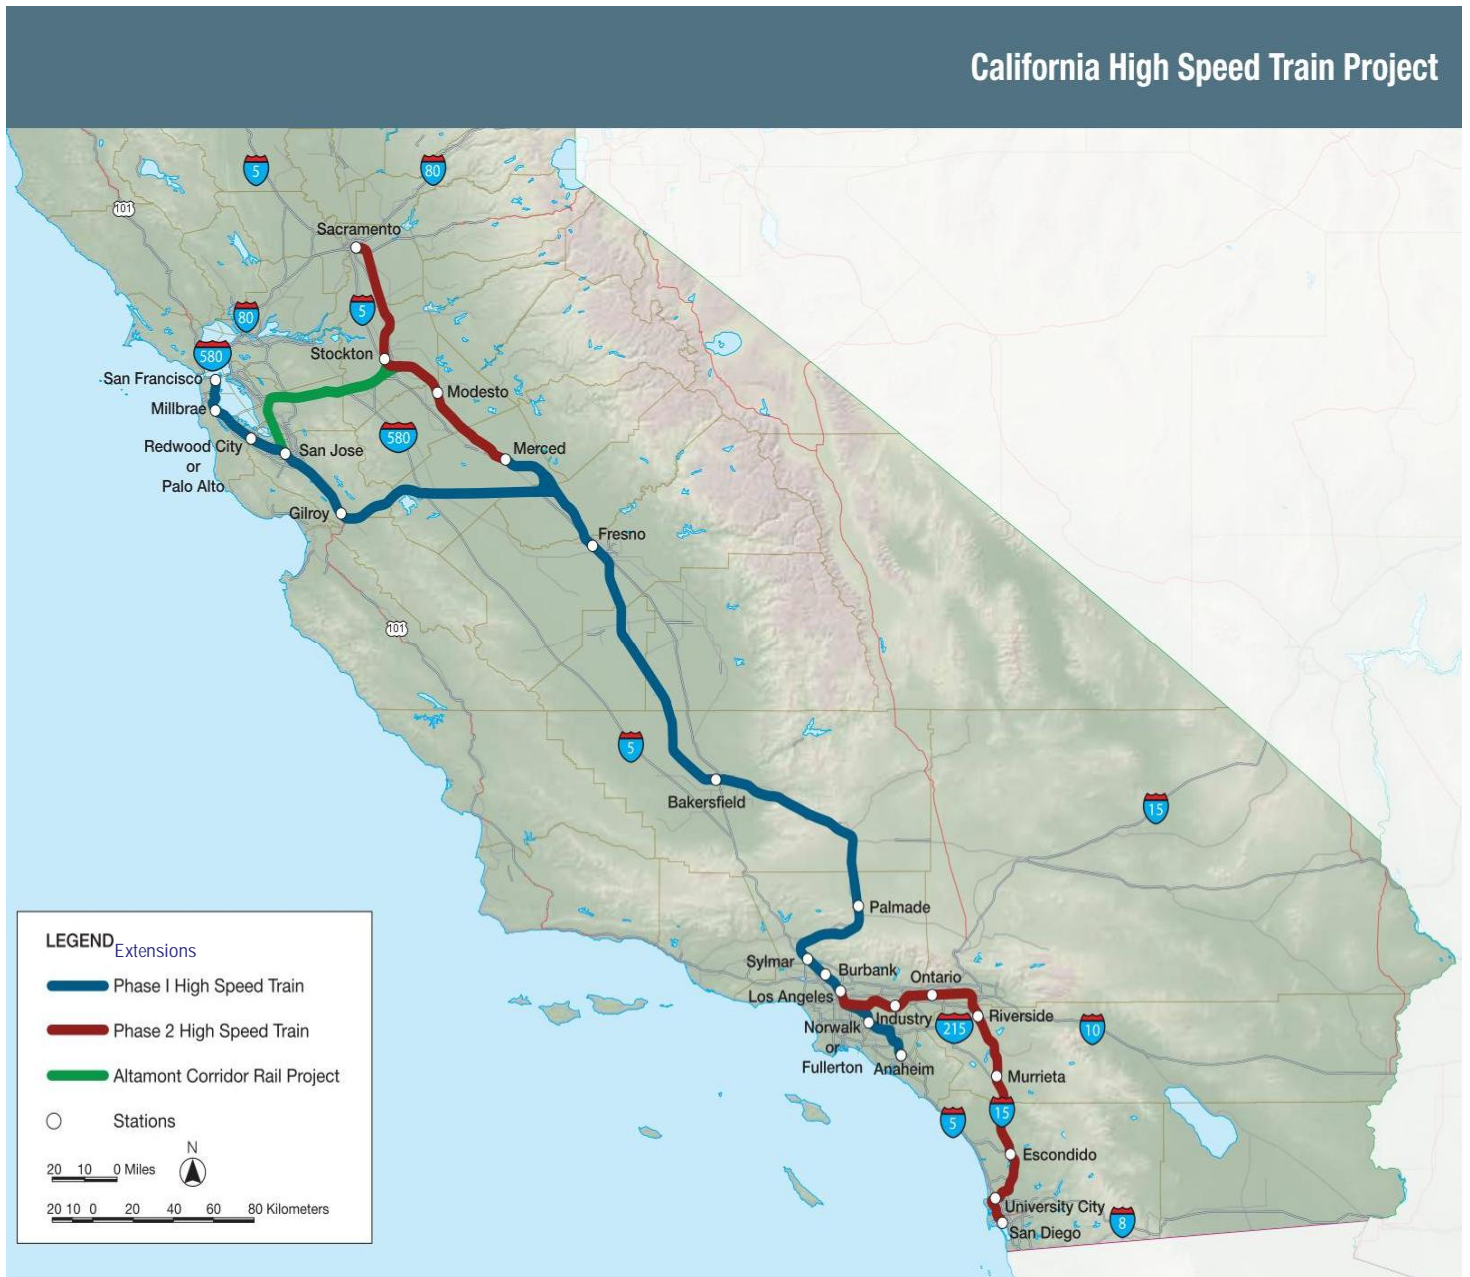 California High Speed Train Project
5
80
101
Sacramento
80
5
580
Stockton
San Francisco
Modesto
Millbrae
580
Redwood City
or
Palo Alto
San Jose
Merced
Gilroy
Fresno
101
5
Bakersfield
15
Palmade
Sylmar
Burbank
Ontario
Los Angeles
Industry
Riverside
215
10
Norwalk
or
Fullerton
Anaheim
Murrieta
15
5
Escondido
University City
San Diego
8
LEGEND
Extensions
Phase I High Speed Train
Phase 2 High Speed Train
Altamont Corridor Rail Project
Stations
N
20 10 0 Miles
20 10 0 20 40 60 80 Kilometers